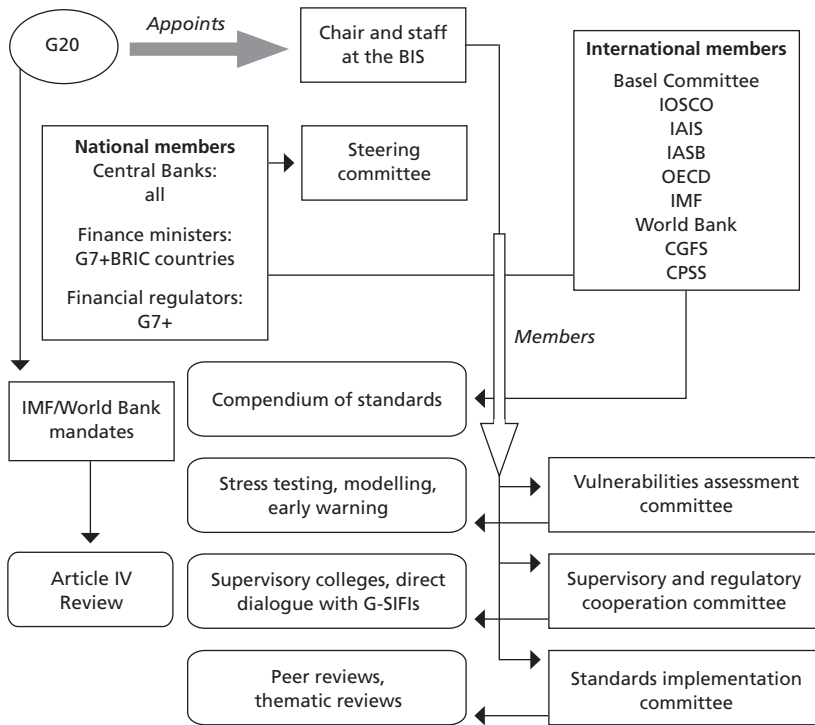 G20
Appoints
Chair and staff
at the BIS
International members
Basel Committee
IOSCO
IAIS
IASB
OECD
IMF
World Bank
CGFS
CPSS
National members
Central Banks:
all
Finance ministers:
G7+BRIC countries
Financial regulators:
G7+
Steering
committee
Members
IMF/World Bank
mandates
Compendium of standards
Stress testing, modelling,
early warning
Vulnerabilities assessment
committee
Article IV
Review
Supervisory colleges, direct
dialogue with G-SIFIs
Supervisory and regulatory
cooperation committee
Peer reviews,
thematic reviews
Standards implementation
committee